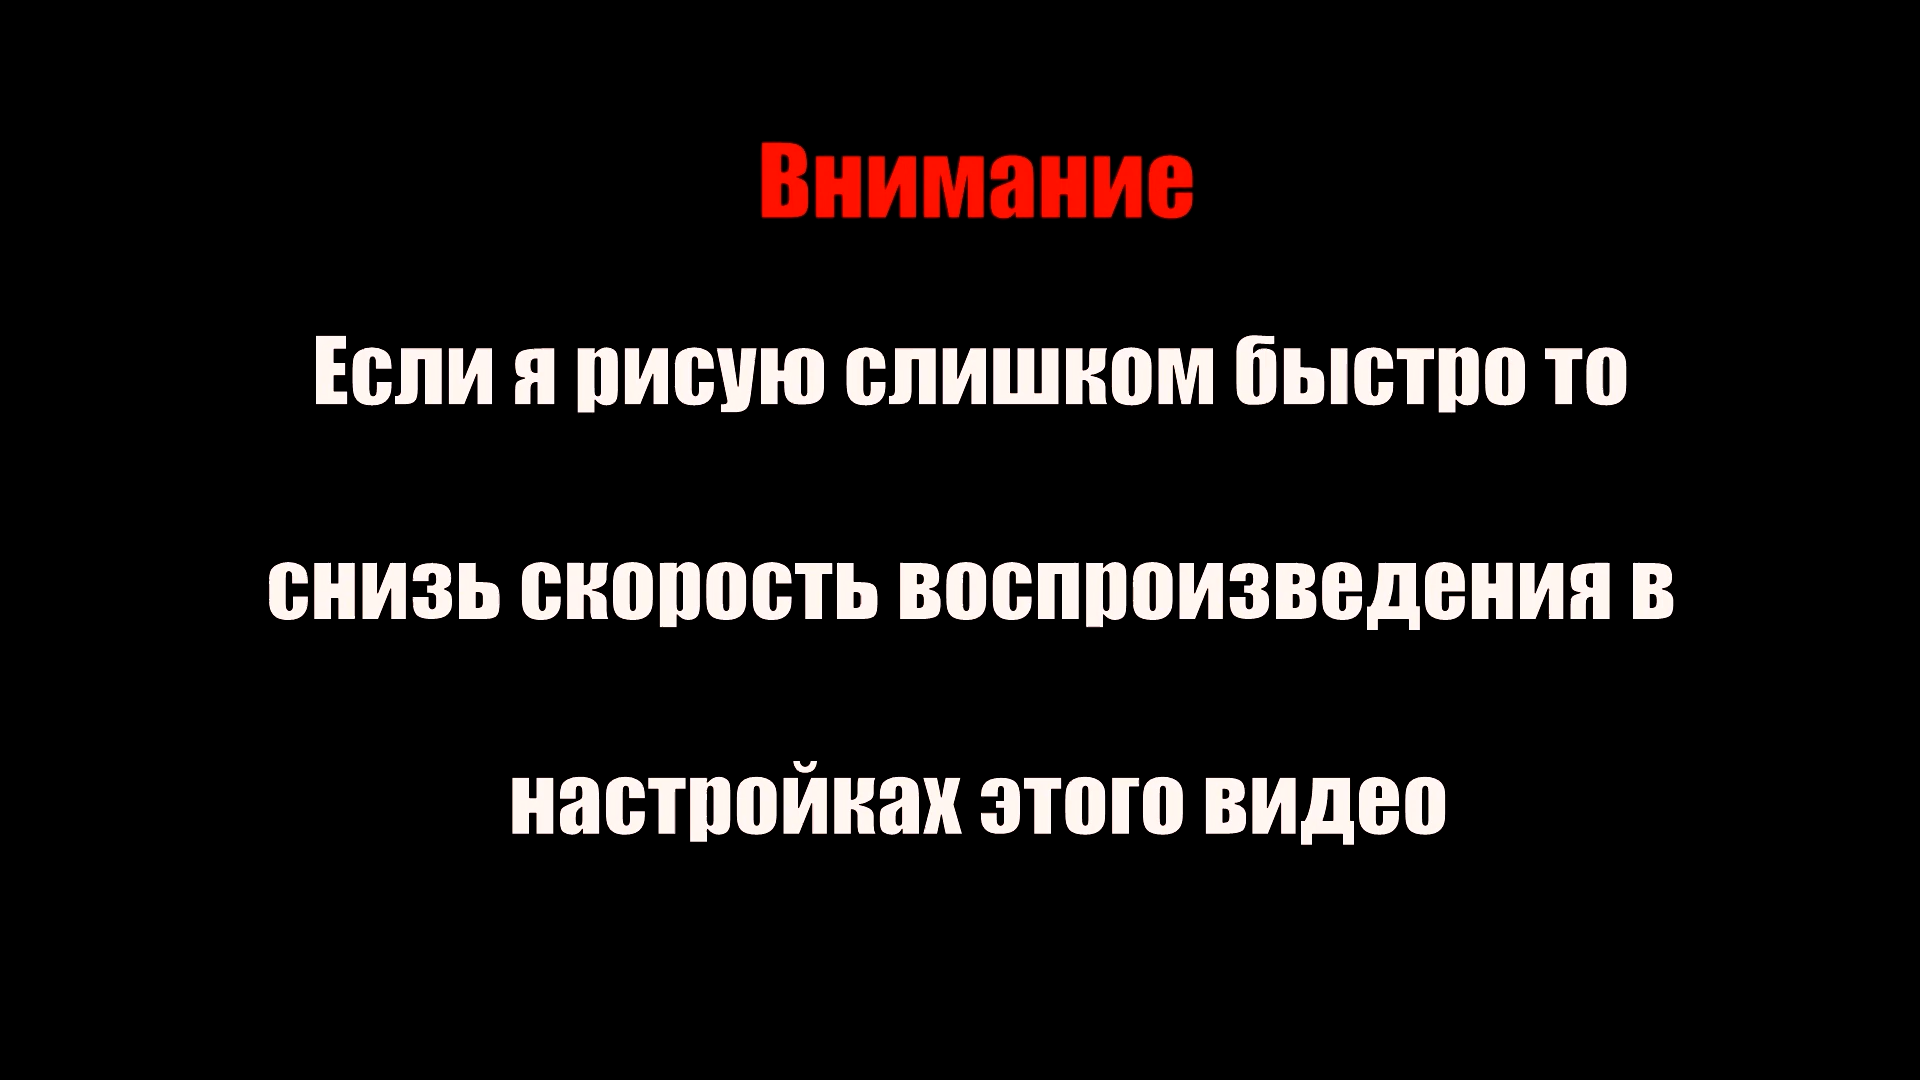 Внимание
Если я рисую слишком быстро то
снизь скорость воспроизведения в
настройках этого видео